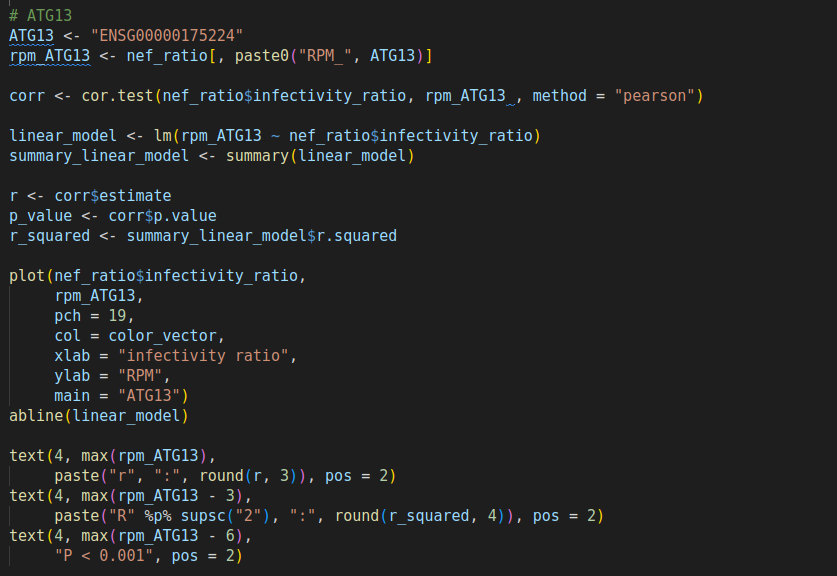 # ATG13
ATG13 <- "ENSG00000175224"
rpm_ATG13 <- nef_ratio[, paste0("RPM_", ATG13)]
corr <- cor.test(nef_ratio$infectivity_ratio, rpm_ATG13 , method = "pearson")
linear_model <- lm(rpm_ATG13 ~ nef_ratio$infectivity_ratio)
summary_linear_model <- summary(linear_model)
r <- corr$estimate
p_value <- corr$p.value
r_squared <- summary_linear_model$r.squared
plot(nef_ratio$infectivity_ratio,
     rpm_ATG13,
     pch = 19,
     col = color_vector,
     xlab = "infectivity ratio",
     ylab = "RPM",
     main = "ATG13")
abline(linear_model)
text(4, max(rpm_ATG13),
     paste("r", ":", round(r, 3)), pos = 2)
text(4, max(rpm_ATG13 - 3),
     paste("R" %p% supsc("2"), ":", round(r_squared, 4)), pos = 2)
text(4, max(rpm_ATG13 - 6),
     "P < 0.001", pos = 2)